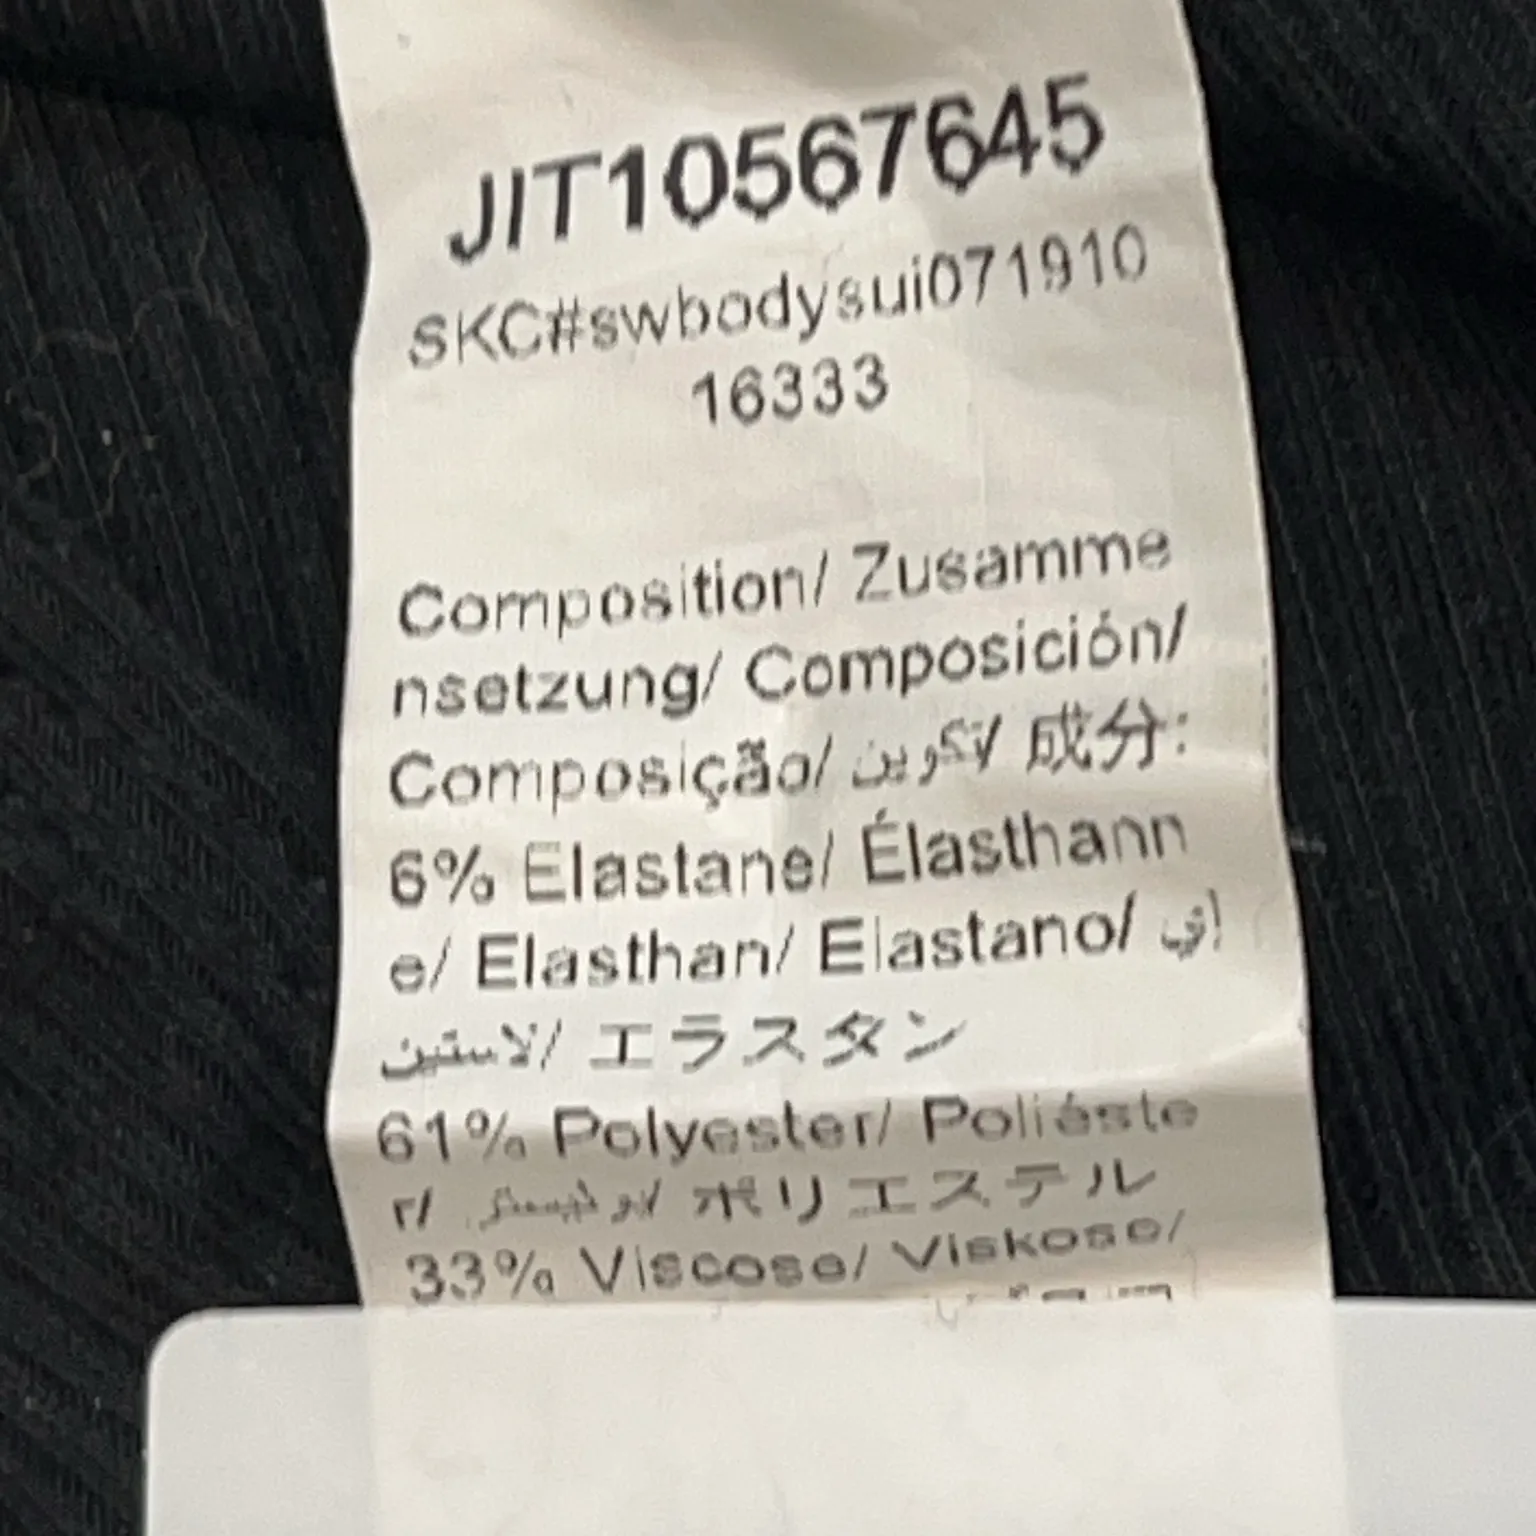 JIT10567645
SKC#swbodysui071910
16333
Composition/ Zusamme
nsetzung/ Composición/
Composição/ تكوين/ 成分:
6% Elastane/ Élasthann
e/ Elasthan/ Elastano/
لاستين/ エラスタン
61% Polyester/ Poliéste
r/ ポリエステル
33% Viscose/ Viskose/